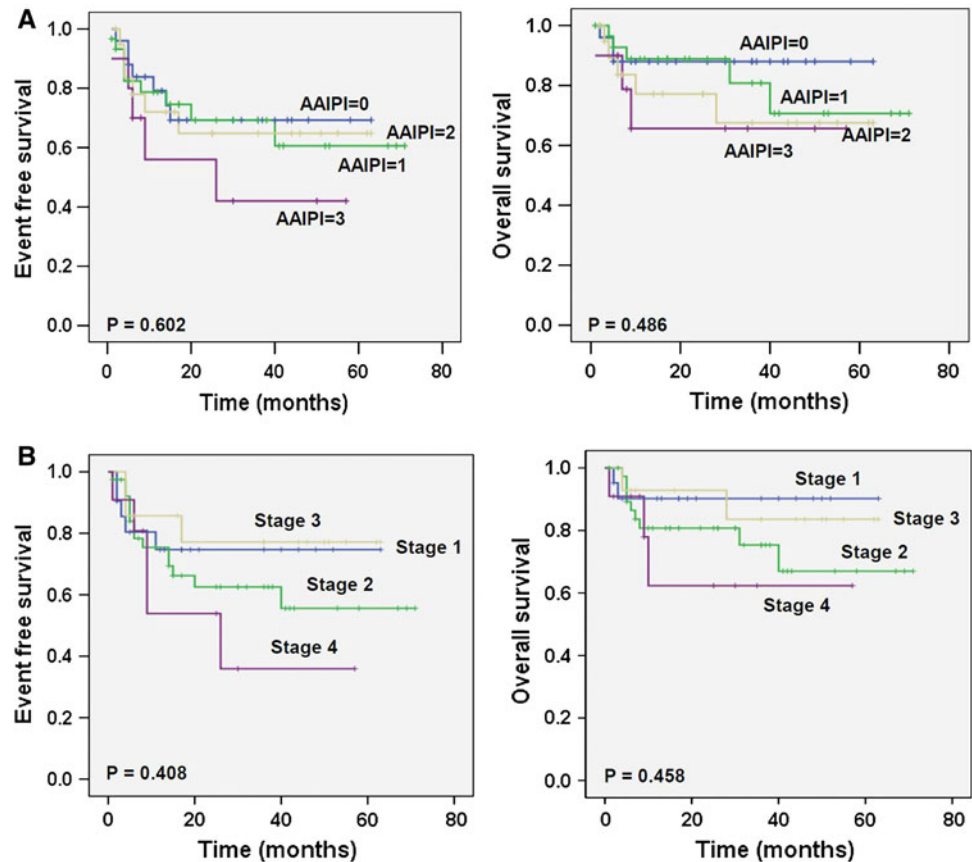 A
Event free survival
1.0
0.8
0.6
0.4
0.2
0.0
AAIPI=0
AAIPI=2
AAIPI=1
AAIPI=3
P = 0.602
0 20 40 60 80
Time (months)
Overall survival
1.0
0.8
0.6
0.4
0.2
0.0
AAIPI=0
AAIPI=1
AAIPI=2
AAIPI=3
P = 0.486
0 20 40 60 80
Time (months)
B
Event free survival
1.0
0.8
0.6
0.4
0.2
0.0
Stage 3
Stage 1
Stage 2
Stage 4
P = 0.408
0 20 40 60 80
Time (months)
Overall survival
1.0
0.8
0.6
0.4
0.2
0.0
Stage 1
Stage 3
Stage 2
Stage 4
P = 0.458
0 20 40 60 80
Time (months)